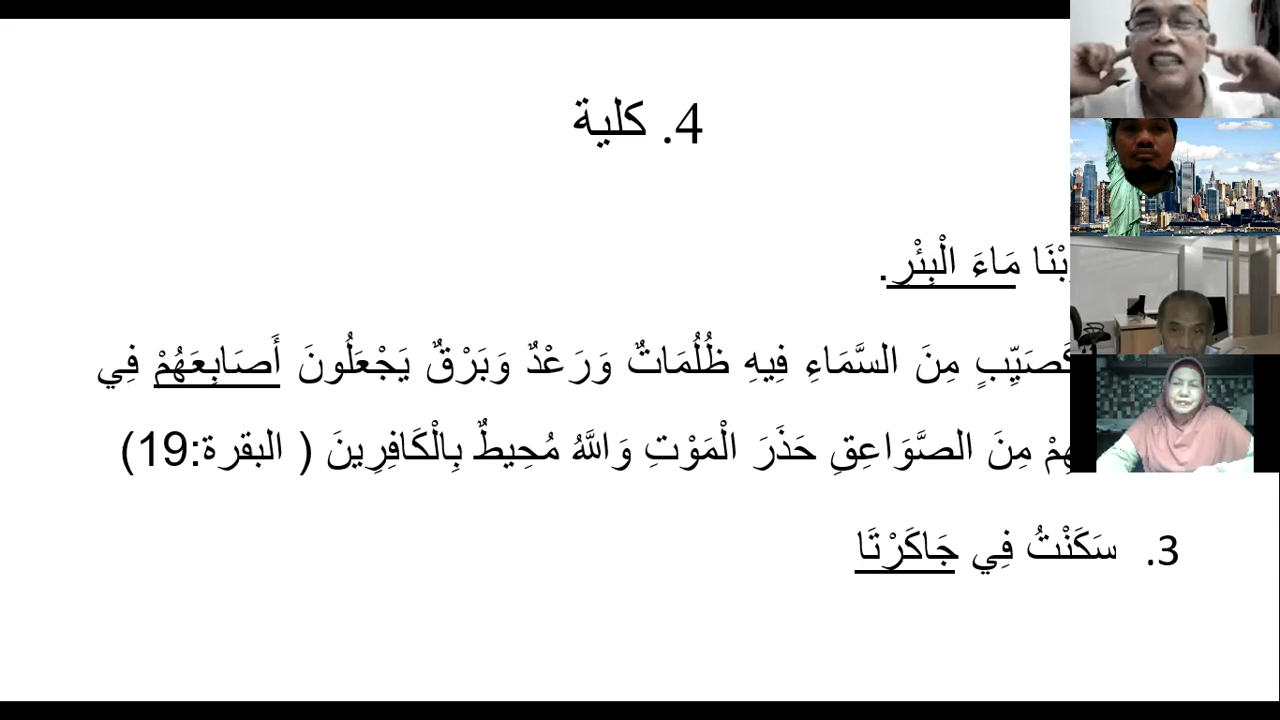 4. كلية
مَاءَ الْبِئْرِ.
مِنَ السَّمَاءِ فِيهِ ظُلُمَاتٌ وَرَعْدٌ وَبَرْقٌ يَجْعَلُونَ أَصَابِعَهُمْ فِي
مِنَ الصَّوَاعِقِ حَذَرَ الْمَوْتِ وَاللَّهُ مُحِيطٌ بِالْكَافِرِينَ ( البقرة:19)
3. سَكَنْتُ فِي جَاكَرْتَا